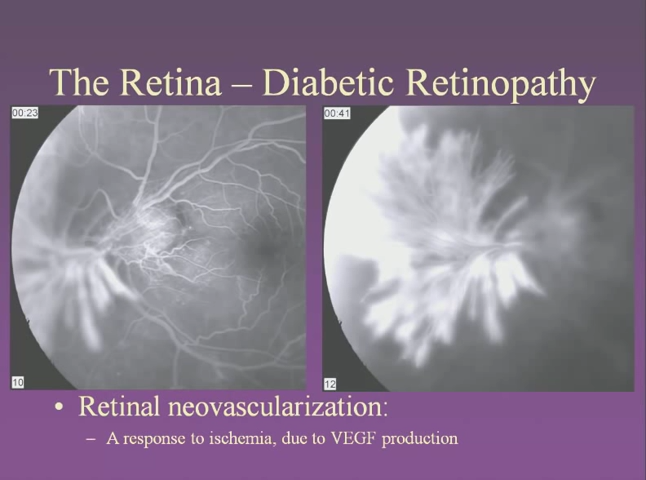 The Retina – Diabetic Retinopathy
00:23
00:41
10
12
• Retinal neovascularization:
– A response to ischemia, due to VEGF production